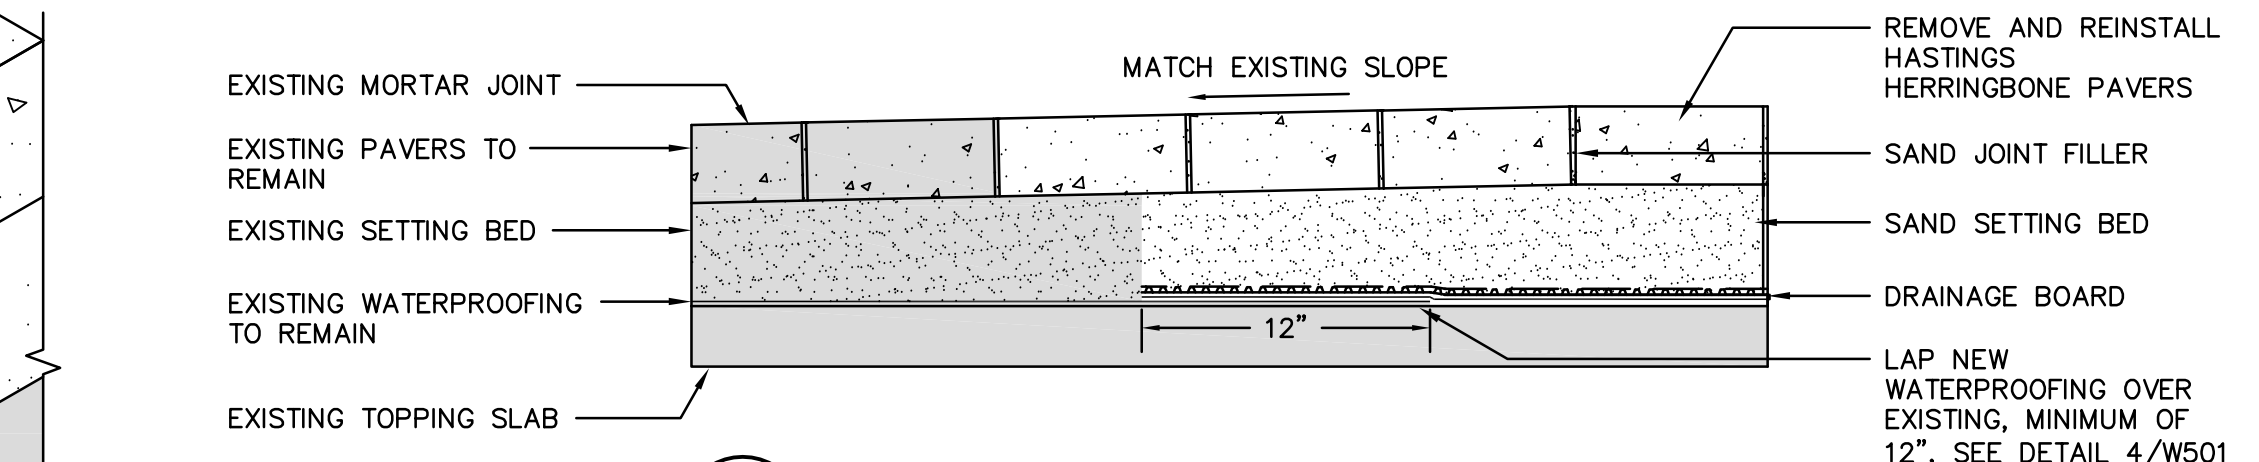 EXISTING MORTAR JOINT
EXISTING PAVERS TO
REMAIN
EXISTING SETTING BED
EXISTING WATERPROOFING
TO REMAIN
EXISTING TOPPING SLAB
MATCH EXISTING SLOPE
12”
REMOVE AND REINSTALL
HASTINGS
HERRINGBONE PAVERS
SAND JOINT FILLER
SAND SETTING BED
DRAINAGE BOARD
LAP NEW
WATERPROOFING OVER
EXISTING, MINIMUM OF
12”. SEE DETAIL 4/W501